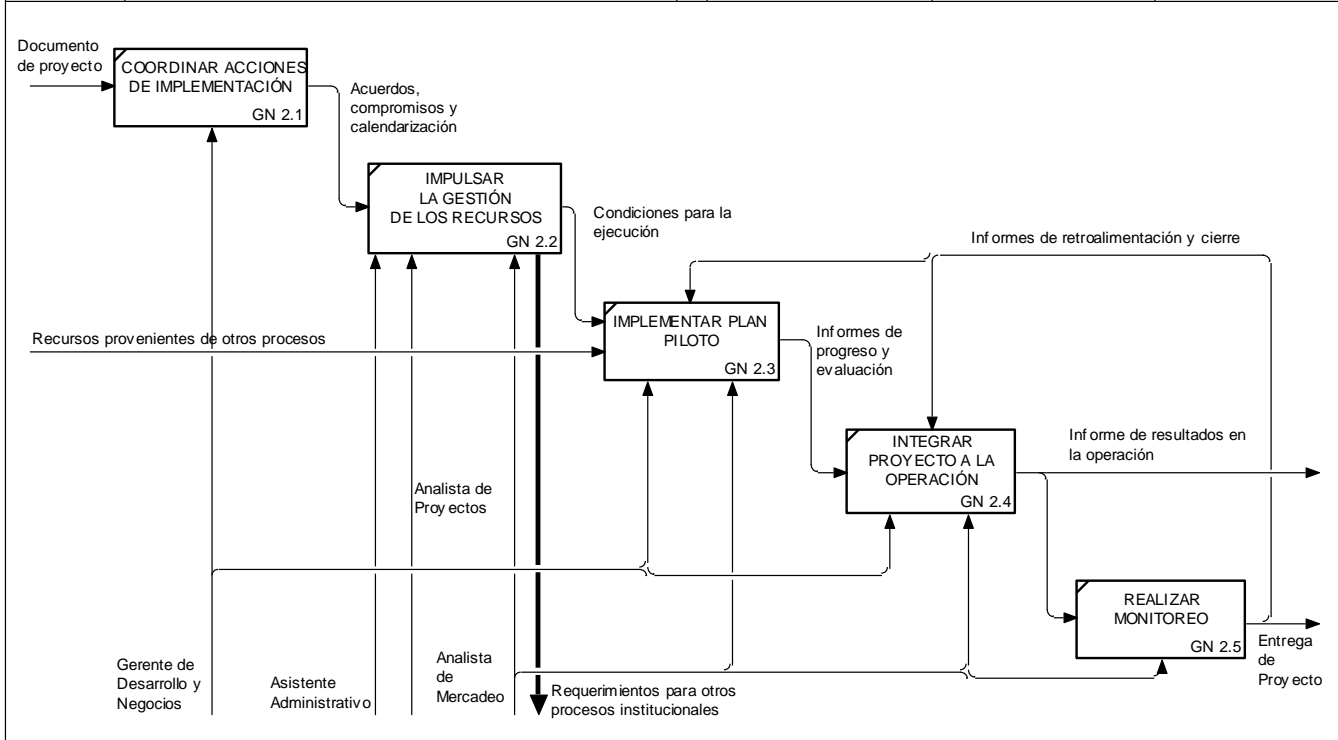 Documento
de proyecto
COORDINAR ACCIONES
DE IMPLEMENTACIÓN
GN 2.1
Acuerdos,
compromisos y
calendarización
IMPULSAR
LA GESTIÓN
DE LOS RECURSOS
GN 2.2
Condiciones para la
ejecución
Informes de retroalimentación y cierre
Recursos provenientes de otros procesos
IMPLEMENTAR PLAN
PILOTO
GN 2.3
Informes de
progreso y
evaluación
INTEGRAR
PROYECTO A LA
OPERACIÓN
GN 2.4
Informe de resultados en
la operación
Analista de
Proyectos
REALIZAR
MONITOREO
GN 2.5
Entrega
de
Proyecto
Gerente de
Desarrollo y
Negocios
Asistente
Administrativo
Analista
de
Mercadeo
Requerimientos para otros
procesos institucionales